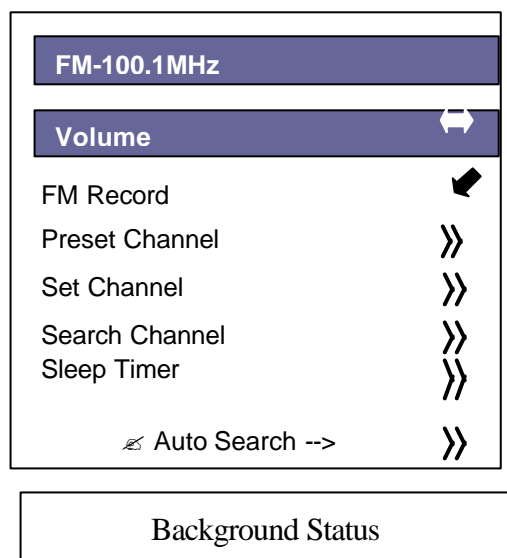 FM-100.1MHz
Volume
FM Record
Preset Channel
Set Channel
Search Channel
Sleep Timer
Auto Search -->
Background Status